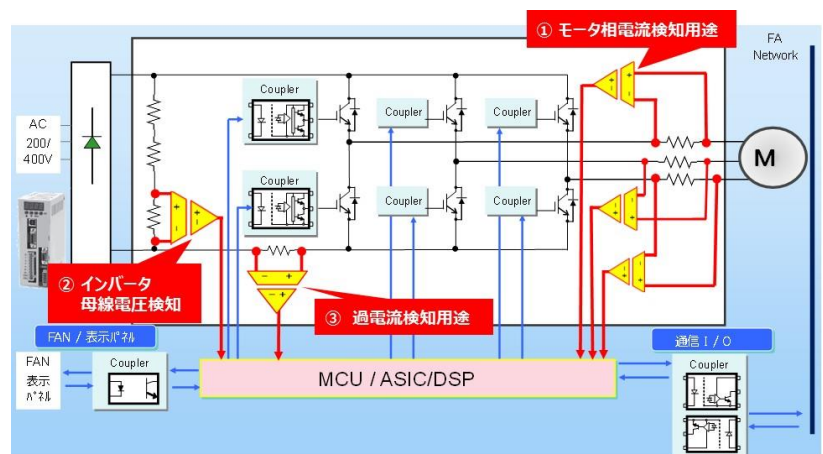 ① モータ相電流検知用途
FA
Network
Coupler
Coupler
Coupler
AC
200/
400V
M
Coupler
Coupler
Coupler
② インバータ
母線電圧検知
③ 過電流検知用途
FAN / 表示ﾊﾟﾈﾙ
通信 I / O
FAN
表示
ﾊﾟﾈﾙ
Coupler
MCU / ASIC/DSP
Coupler